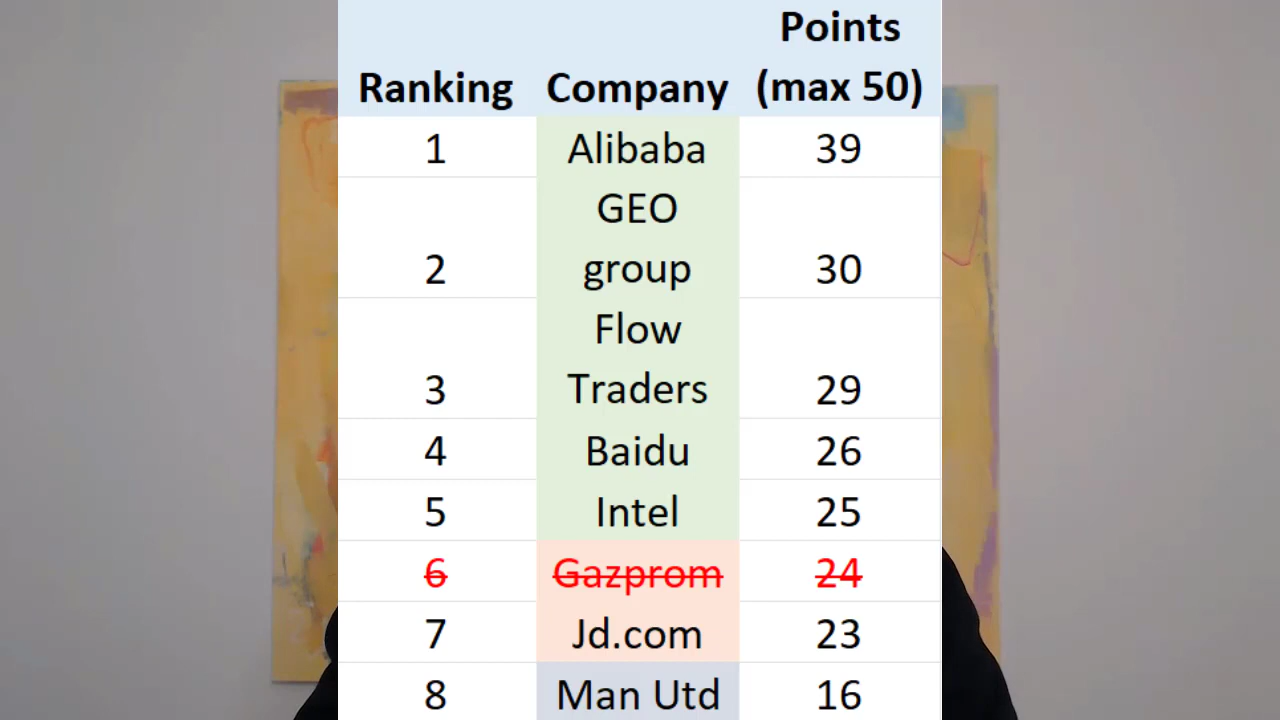 Points
Ranking Company (max 50)
1 Alibaba 39
GEO
2 group 30
Flow
3 Traders 29
4 Baidu 26
5 Intel 25
6 Gazprom 24
7 Jd.com 23
8 Man Utd 16